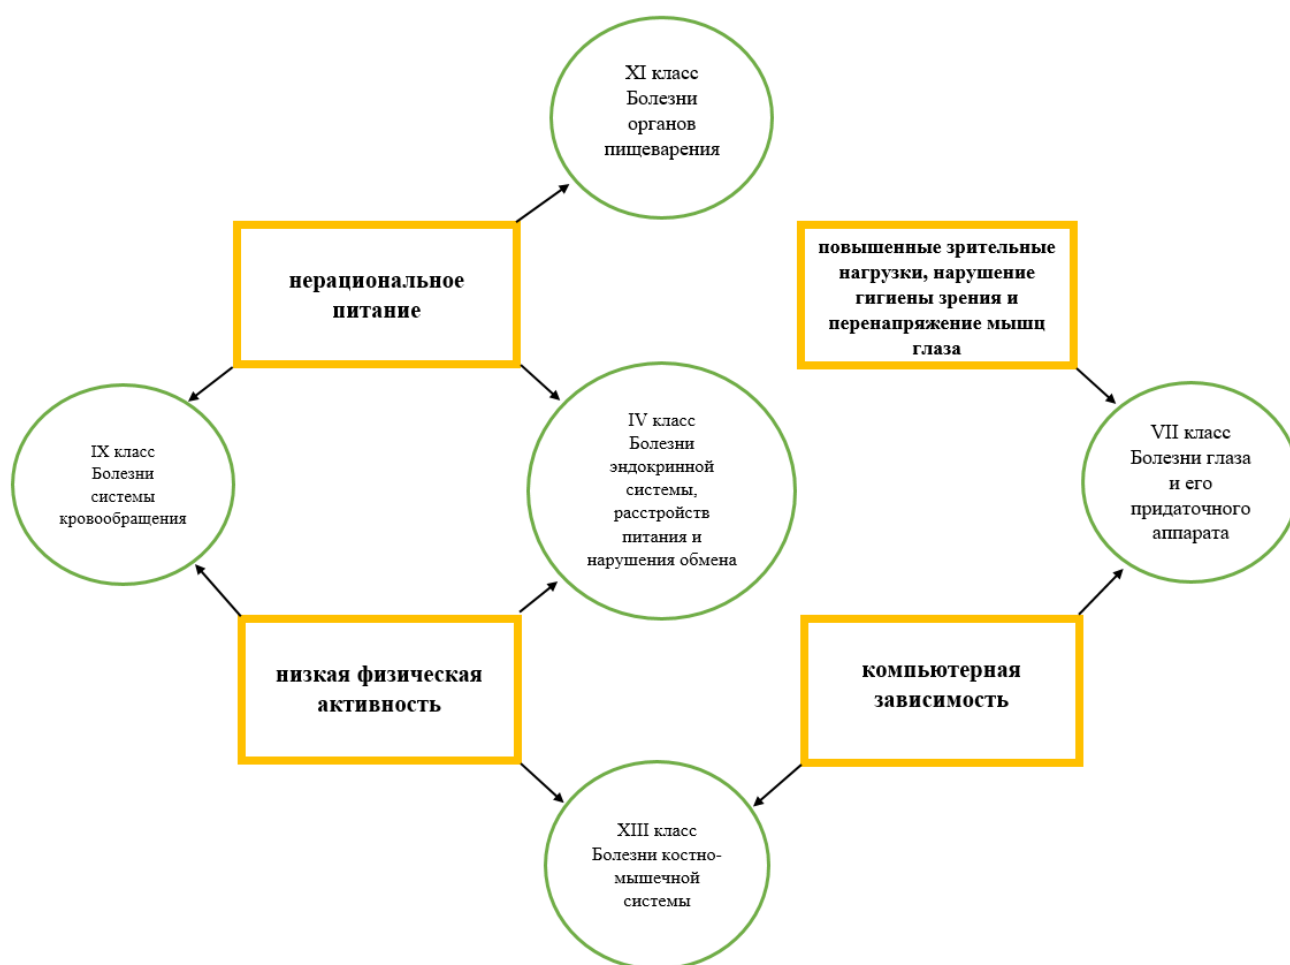 XI класс
Болезни
органов
пищеварения
нерациональное
питание
повышенные зрительные
нагрузки, нарушение
гигиены зрения и
перенапряжение мышц
глаза
IX класс
Болезни
системы
кровообращения
IV класс
Болезни
эндокринной
системы,
расстройств
питания и
нарушения обмена
VII класс
Болезни глаза
и его
придаточного
аппарата
низкая физическая
активность
компьютерная
зависимость
XIII класс
Болезни костно-
мышечной
системы